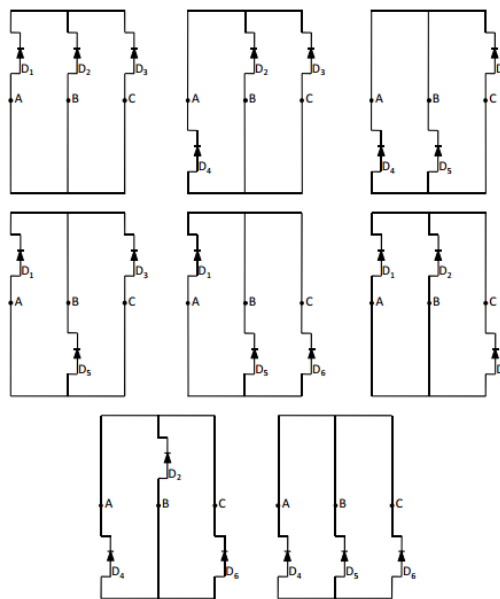 D1 D2 D3
A B C
D2 D3
A B C
D4
D
A B C
D4 D5
D1 D3
A B C
D5
D1
A B C
D5 D6
D1 D2
A B C
D
D2
A B C
D4 D6
A B C
D4 D5 D6